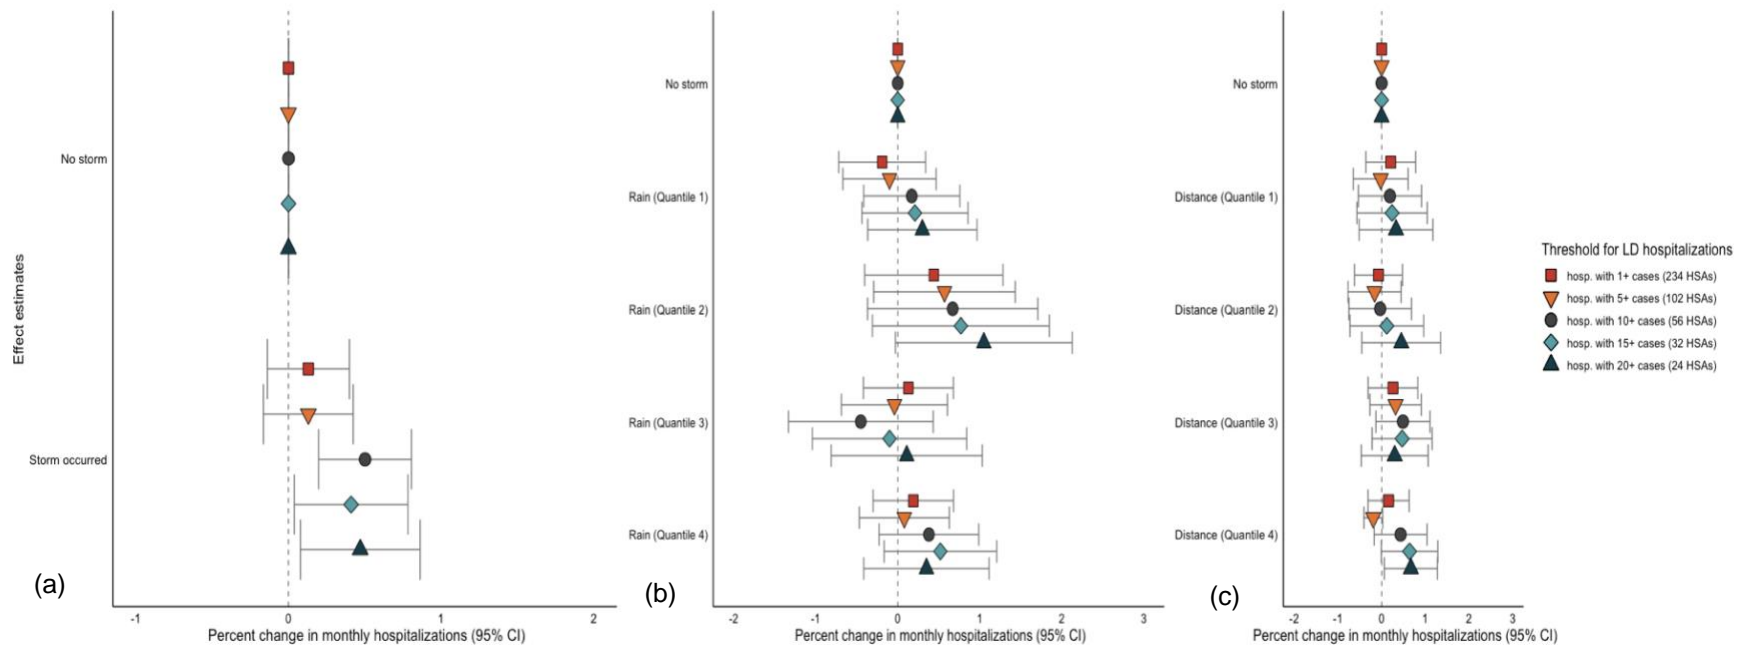 Effect estimates
No storm
Storm occurred
(a)
-1 0 1 2
Percent change in monthly hospitalizations (95% CI)
No storm
Rain (Quantile 1)
Rain (Quantile 2)
Rain (Quantile 3)
Rain (Quantile 4)
(b)
-2 -1 0 1 2 3
Percent change in monthly hospitalizations (95% CI)
No storm
Distance (Quantile 1)
Distance (Quantile 2)
Distance (Quantile 3)
Distance (Quantile 4)
(c)
-2 -1 0 1 2 3
Percent change in monthly hospitalizations (95% CI)
Threshold for LD hospitalizations
hosp. with 1+ cases (234 HSAs)
hosp. with 5+ cases (102 HSAs)
hosp. with 10+ cases (56 HSAs)
hosp. with 15+ cases (32 HSAs)
hosp. with 20+ cases (24 HSAs)